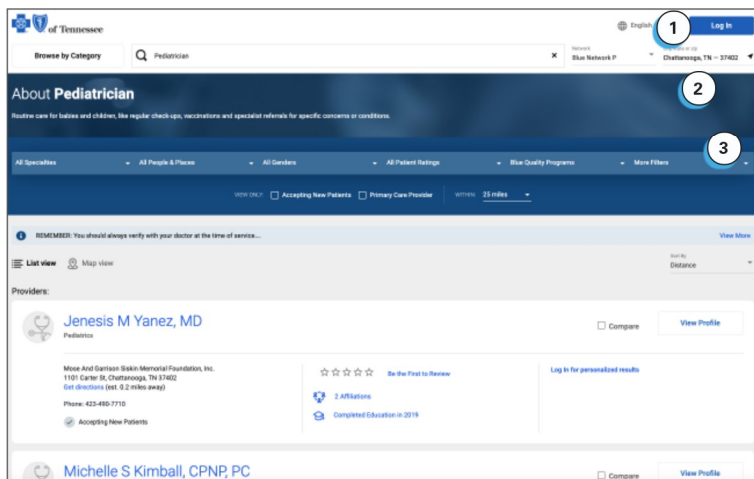 of Tennessee
English
1
Log In
Browse by Category
Pediatrician
Network
Blue Network P
Chattanooga, TN – 37402
2
About Pediatrician
Routine care for babies and children, like regular check-ups, vaccinations and specialist referrals for specific concerns or conditions.
3
All Specialties
All People & Places
All Genders
All Patient Ratings
Blue Quality Programs
More Filters
VIEW ONLY: Accepting New Patients Primary Care Provider WITHIN: 25 miles
REMEMBER: You should always verify with your doctor at the time of service...
View More
List view
Map view
Sort By
Distance
Providers:
Jenesis M Yanez, MD
Pediatrics
Compare
View Profile
Mose And Garrison Siskin Memorial Foundation, Inc.
1101 Carter St, Chattanooga, TN 37402
Get directions (est. 0.2 miles away)
Phone: 423-490-7710
Accepting New Patients
Be the First to Review
2 Affiliations
Completed Education in 2019
Log in for personalized results
Michelle S Kimball, CPNP, PC
Compare
View Profile